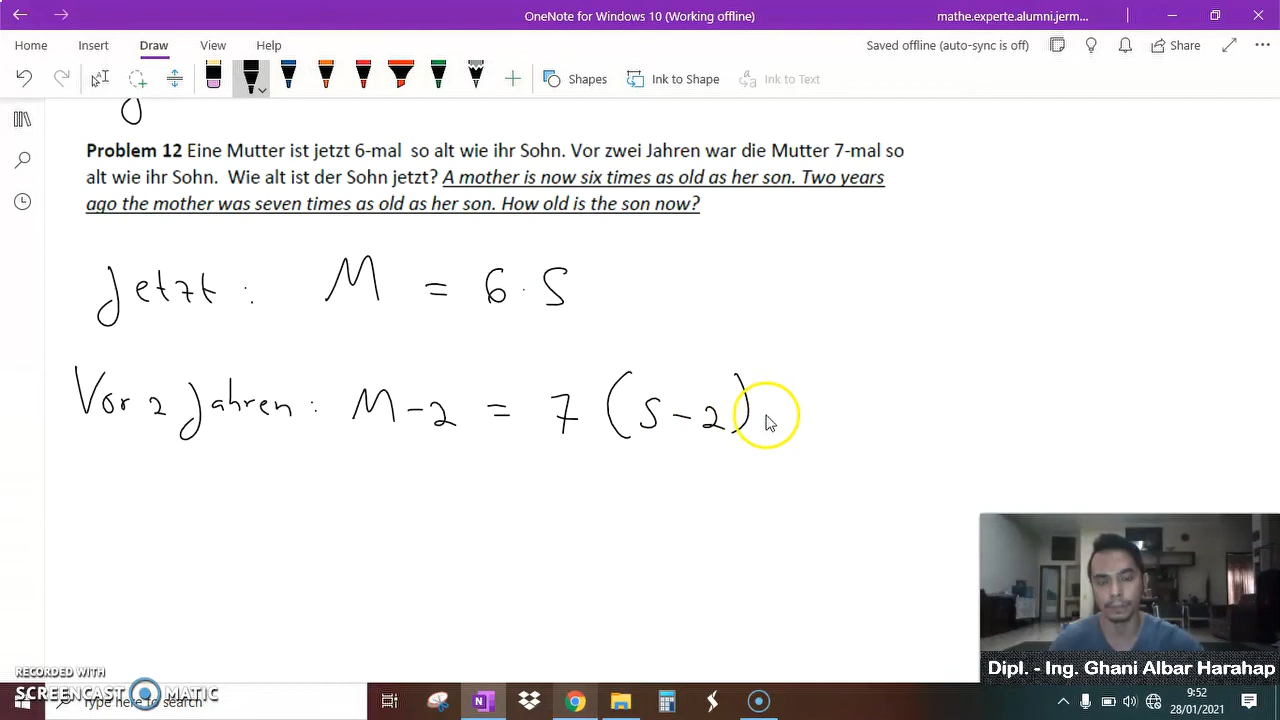 OneNote for Windows 10 (Working offline)
mathe.experte.alumni.jerm...
Home Insert Draw View Help
Saved offline (auto-sync is off)
Share
Shapes
Ink to Shape
Ink to Text
Problem 12 Eine Mutter ist jetzt 6-mal so alt wie ihr Sohn. Vor zwei Jahren war die Mutter 7-mal so
alt wie ihr Sohn. Wie alt ist der Sohn jetzt? A mother is now six times as old as her son. Two years
ago the mother was seven times as old as her son. How old is the son now?
Jetzt : M = 6 · S
Vor 2 Jahren : M - 2 = 7 (S - 2)
RECORDED WITH
SCREENCAST MATIC
Dipl. - Ing. Ghani Albar Harahap
Type here to search
9:52
28/01/2021